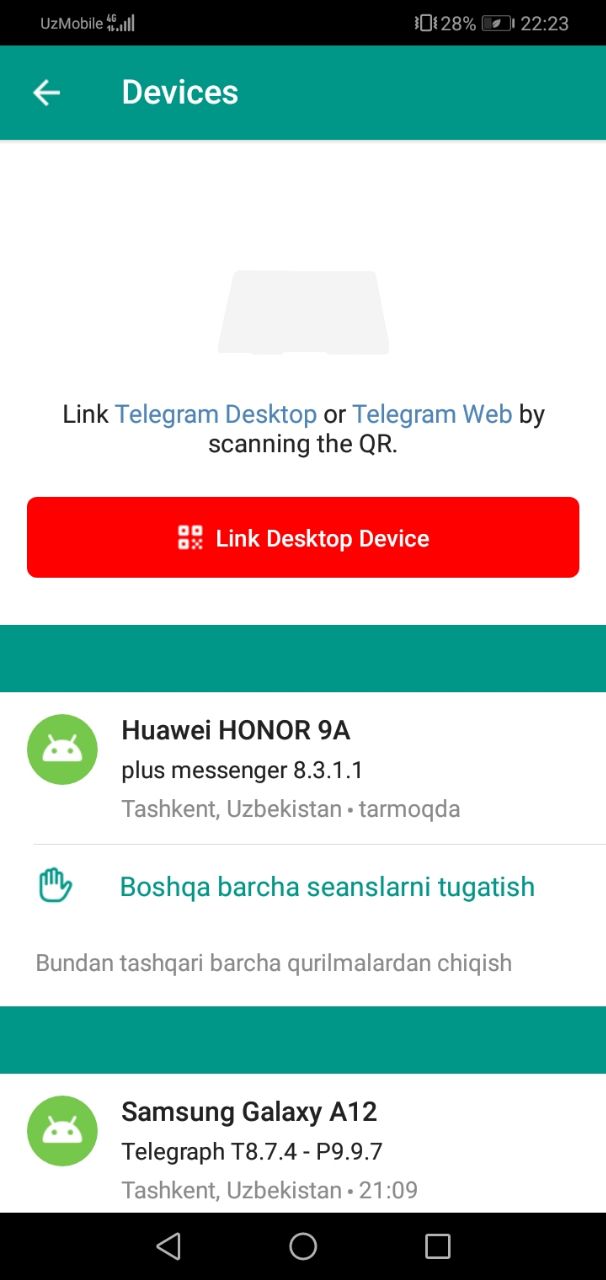 UzMobile 4G 28% 22:23
Devices
Link Telegram Desktop or Telegram Web by
scanning the QR.
Link Desktop Device
Huawei HONOR 9A
plus messenger 8.3.1.1
Tashkent, Uzbekistan • tarmoqda
Boshqa barcha seanslarni tugatish
Bundan tashqari barcha qurilmalardan chiqish
Samsung Galaxy A12
Telegraph T8.7.4 - P9.9.7
Tashkent, Uzbekistan • 21:09